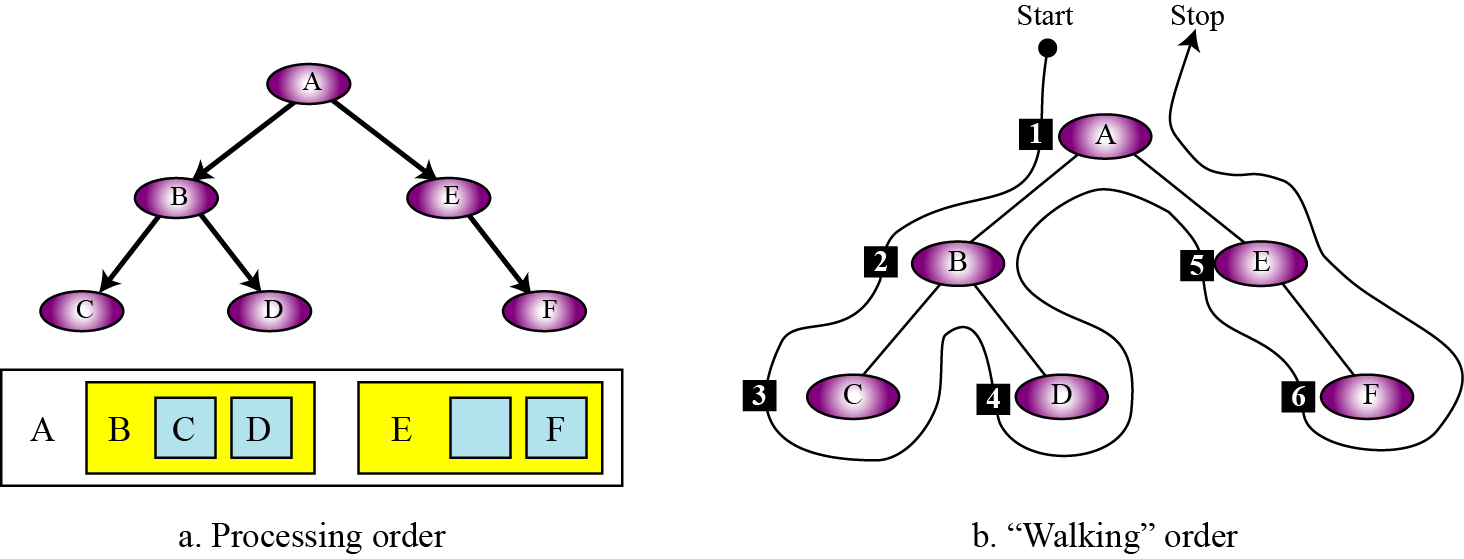 A
B
E
C
D
F
A B C D E F
a. Processing order
Start
Stop
1
A
2
B
5
E
3
C
4
D
6
F
b. “Walking” order